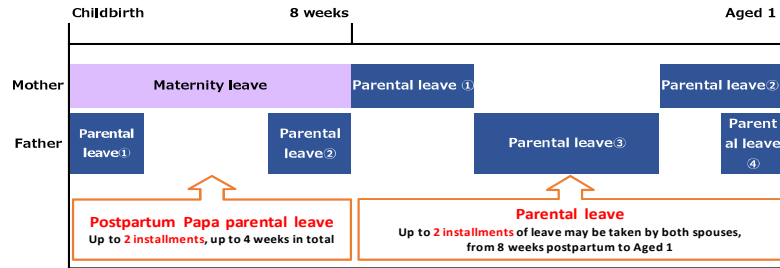 Childbirth 8 weeks Aged 1
Mother Maternity leave Parental leave ① Parental leave②
Father
Parental
leave①
Parental
leave②
Parental leave③
Parent
al leave
④
Postpartum Papa parental leave
Up to 2 installments, up to 4 weeks in total
Parental leave
Up to 2 installments of leave may be taken by both spouses,
from 8 weeks postpartum to Aged 1